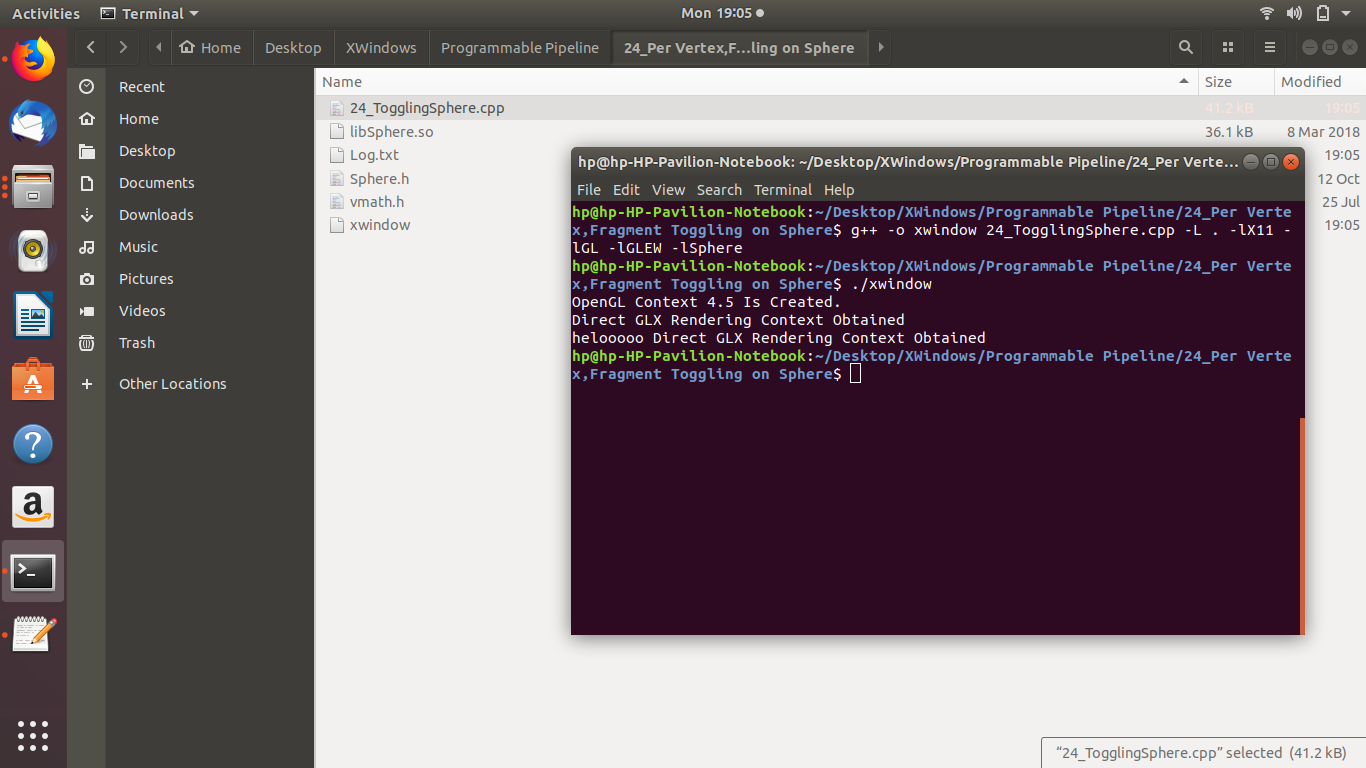 Activities Terminal Mon 19:05
Home Desktop XWindows Programmable Pipeline 24_Per Vertex,F...ling on Sphere
Name Size Modified
Recent
Home
Desktop
Documents
Downloads
Music
Pictures
Videos
Trash
+ Other Locations
24_TogglingSphere.cpp 41.2 kB 19:05
libSphere.so 36.1 kB 8 Mar 2018
Log.txt 19:05
Sphere.h 12 Oct
vmath.h 25 Jul
xwindow 19:05
hp@hp-HP-Pavilion-Notebook: ~/Desktop/XWindows/Programmable Pipeline/24_Per Verte...
File Edit View Search Terminal Help
hp@hp-HP-Pavilion-Notebook:~/Desktop/XWindows/Programmable Pipeline/24_Per Verte
x,Fragment Toggling on Sphere$ g++ -o xwindow 24_TogglingSphere.cpp -L . -lX11 -
lGL -lGLEW -lSphere
hp@hp-HP-Pavilion-Notebook:~/Desktop/XWindows/Programmable Pipeline/24_Per Verte
x,Fragment Toggling on Sphere$ ./xwindow
OpenGL Context 4.5 Is Created.
Direct GLX Rendering Context Obtained
helooooo Direct GLX Rendering Context Obtained
hp@hp-HP-Pavilion-Notebook:~/Desktop/XWindows/Programmable Pipeline/24_Per Verte
x,Fragment Toggling on Sphere$
“24_TogglingSphere.cpp” selected (41.2 kB)